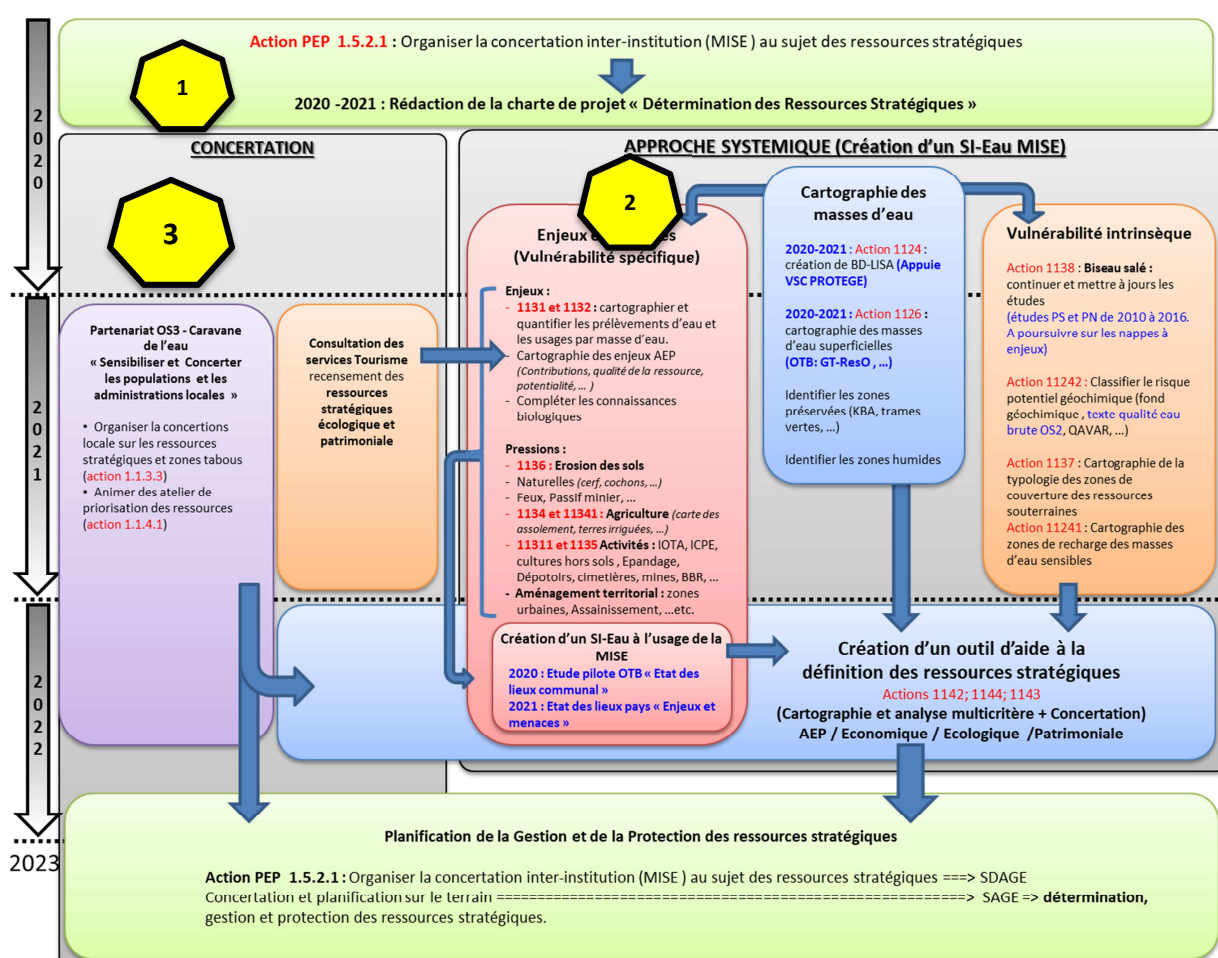 Action PEP 1.5.2.1 : Organiser la concertation inter-institution (MISE ) au sujet des ressources stratégiques
1
2020 -2021 : Rédaction de la charte de projet « Détermination des Ressources Stratégiques »
2
0
2
0
2
0
2
1
2
0
2
2
2023
CONCERTATION
3
Partenariat OS3 - Caravane
de l'eau
« Sensibiliser et Concerter
les populations et les
administrations locales »
• Organiser la concertions
locale sur les ressources
stratégiques et zones tabous
(action 1.1.3.3)
• Animer des atelier de
priorisation des ressources
(action 1.1.4.1)
Consultation des
services Tourisme
recensement des
ressources
stratégiques
écologique et
patrimoniale
APPROCHE SYSTEMIQUE (Création d'un SI-Eau MISE)
2
Enjeux
(Vulnérabilité spécifique)
Enjeux :
- 1131 et 1132 : cartographier et
quantifier les prélèvements d'eau et
les usages par masse d'eau.
- Cartographie des enjeux AEP
(Contributions, qualité de la ressource,
potentialité, ... )
- Compléter les connaissances
biologiques
Pressions :
- 1136 : Erosion des sols
- Naturelles (cerf, cochons, ...)
- Feux, Passif minier, ...
- 1134 et 11341 : Agriculture (carte des
assolement, terres irriguées, ...)
- 11311 et 1135 Activités : IOTA, ICPE,
cultures hors sols , Epandage,
Dépotoirs, cimetières, mines, BBR, ...
- Aménagement territorial : zones
urbaines, Assainissement, ...etc.
Création d'un SI-Eau à l'usage de la
MISE
2020 : Etude pilote OTB « Etat des
lieux communal »
2021 : Etat des lieux pays « Enjeux et
menaces »
Cartographie des
masses d'eau
2020-2021 : Action 1124 :
création de BD-LISA (Appuie
VSC PROTEGE)
2020-2021 : Action 1126 :
cartographie des masses
d'eau superficielles
(OTB: GT-ResO , ...)
Identifier les zones
préservées (KBA, trames
vertes, ...)
Identifier les zones humides
Vulnérabilité intrinsèque
Action 1138 : Biseau salé :
continuer et mettre à jours les
études
(études PS et PN de 2010 à 2016.
A poursuivre sur les nappes à
enjeux)
Action 11242 : Classifier le risque
potentiel géochimique (fond
géochimique , texte qualité eau
brute OS2, QAVAR, ...)
Action 1137 : Cartographie de la
typologie des zones de
couverture des ressources
souterraines
Action 11241 : Cartographie des
zones de recharge des masses
d'eau sensibles
Création d'un outil d'aide à la
définition des ressources stratégiques
Actions 1142; 1144; 1143
(Cartographie et analyse multicritère + Concertation)
AEP / Economique / Ecologique /Patrimoniale
Planification de la Gestion et de la Protection des ressources stratégiques
Action PEP 1.5.2.1 : Organiser la concertation inter-institution (MISE ) au sujet des ressources stratégiques ===> SDAGE
Concertation et planification sur le terrain =========================================================> SAGE => détermination,
gestion et protection des ressources stratégiques.